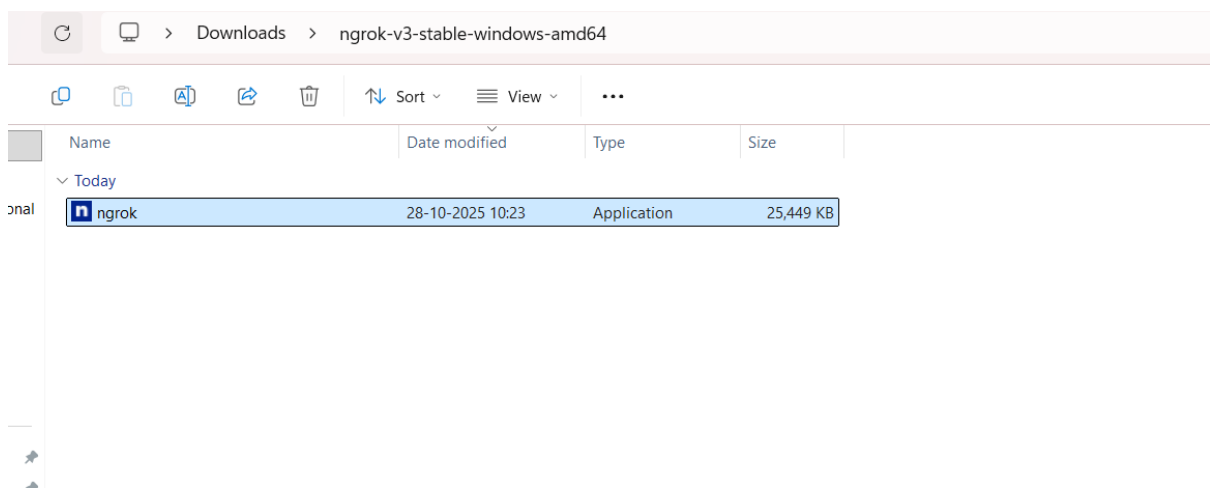 Downloads > ngrok-v3-stable-windows-amd64
Sort View
Name Date modified Type Size
Today
onal
ngrok 28-10-2025 10:23 Application 25,449 KB